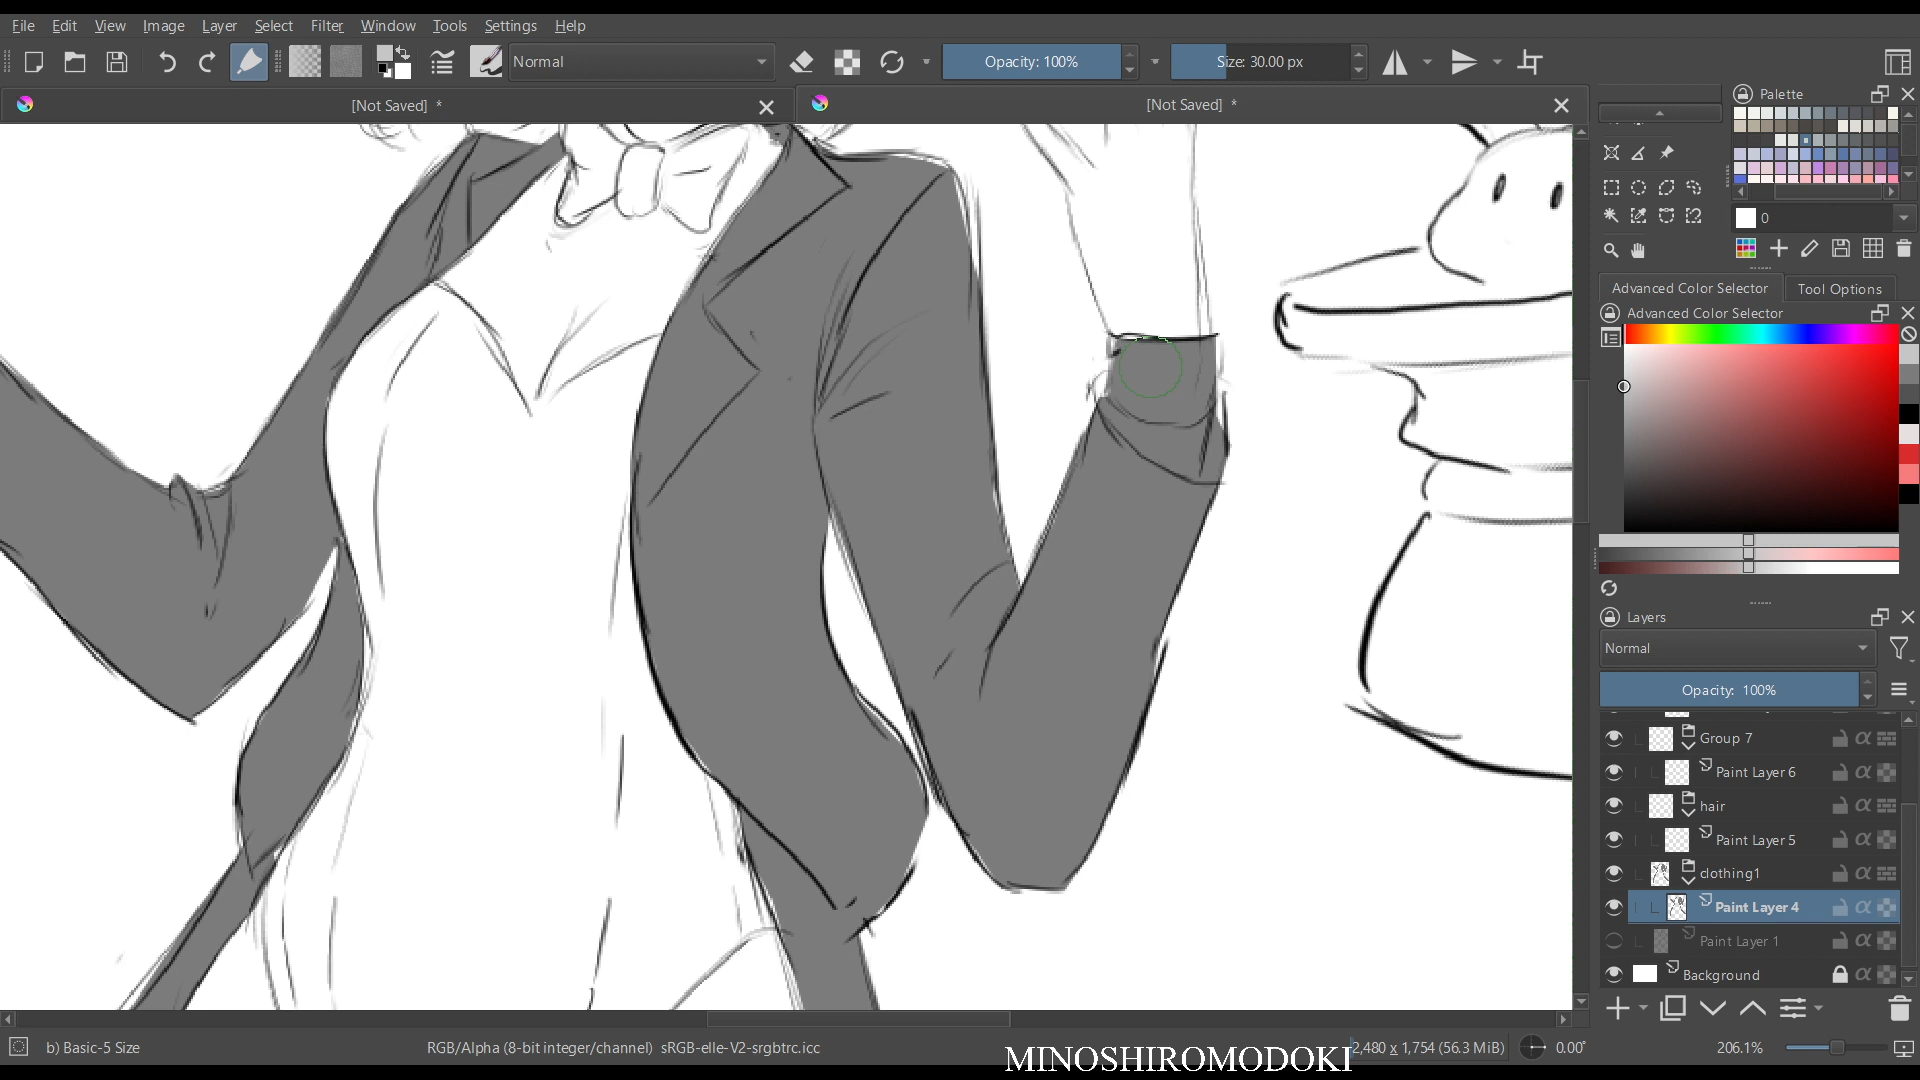 File Edit View Image Layer Select Filter Window Tools Settings Help
Normal
Opacity: 100%
Size: 30.00 px
[Not Saved] *
[Not Saved] *
Palette
0
Advanced Color Selector
Tool Options
Advanced Color Selector
Layers
Normal
Opacity: 100%
Group 7
Paint Layer 6
hair
Paint Layer 5
clothing1
Paint Layer 4
Paint Layer 1
Background
b) Basic-5 Size
RGB/Alpha (8-bit integer/channel) sRGB-elle-V2-srgbtrc.icc
MINOSHIROMODOKI
2,480 x 1,754 (56.3 MiB)
0.00°
206.1%